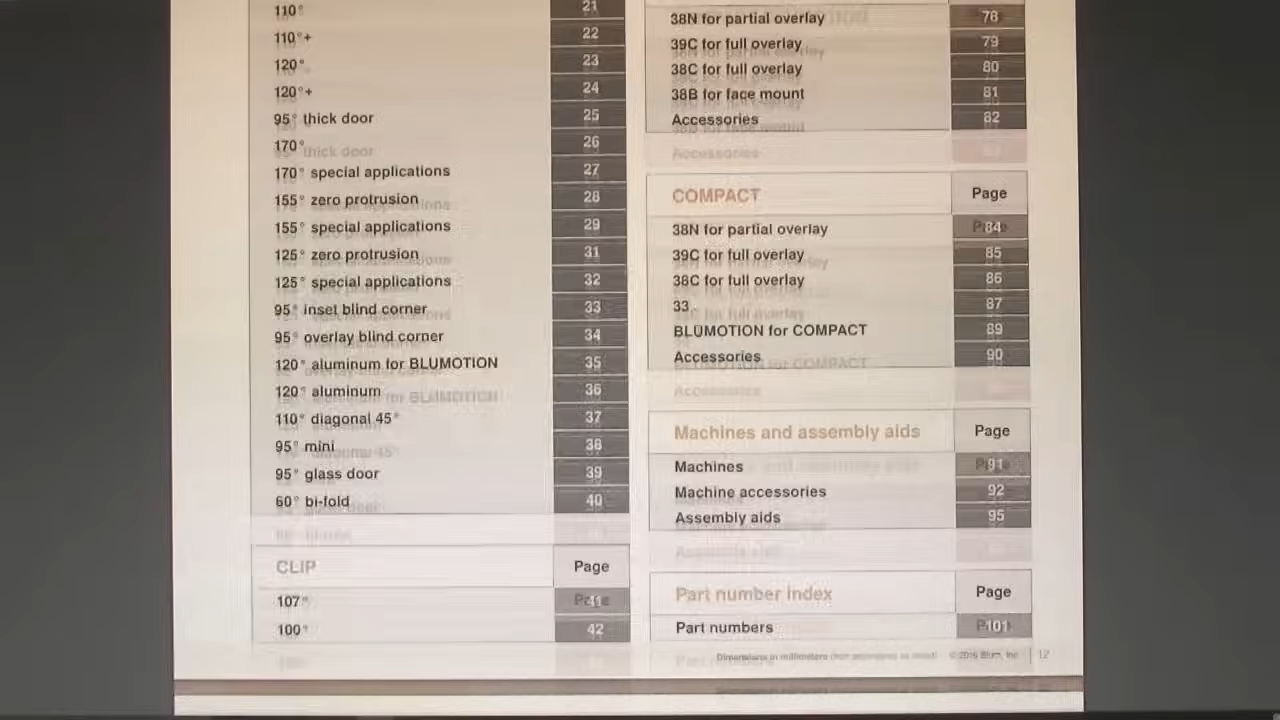 110° 21
110°+ 22
120° 23
120°+ 24
95° thick door 25
170° 26
170° special applications 27
155° zero protrusion 28
155° special applications 29
125° zero protrusion 31
125° special applications 32
95° inset blind corner 33
95° overlay blind corner 34
120° aluminum for BLUMOTION 35
120° aluminum 36
110° diagonal 45° 37
95° mini 38
95° glass door 39
60° bi-fold 40
CLIP Page
107°
100° 42
38N for partial overlay 78
39C for full overlay 79
38C for full overlay 80
38B for face mount 81
Accessories 82
COMPACT Page
38N for partial overlay 84
39C for full overlay 85
38C for full overlay 86
33 87
BLUMOTION for COMPACT 89
Accessories 90
Machines and assembly aids Page
Machines 91
Machine accessories 92
Assembly aids 95
Part number index Page
Part numbers 101
Dimensions in millimeters © 2016 Blum, Inc. 12